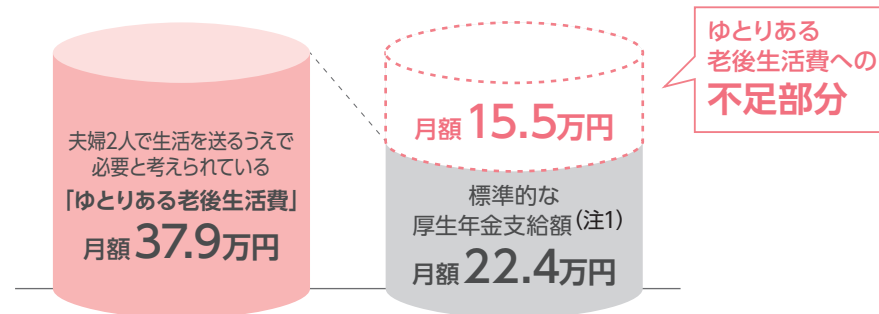 夫婦2人で生活を送るうえで
必要と考えられている
「ゆとりある老後生活費」
月額37.9万円
月額15.5万円
標準的な
厚生年金支給額(注1)
月額22.4万円
ゆとりある
老後生活費への
不足部分